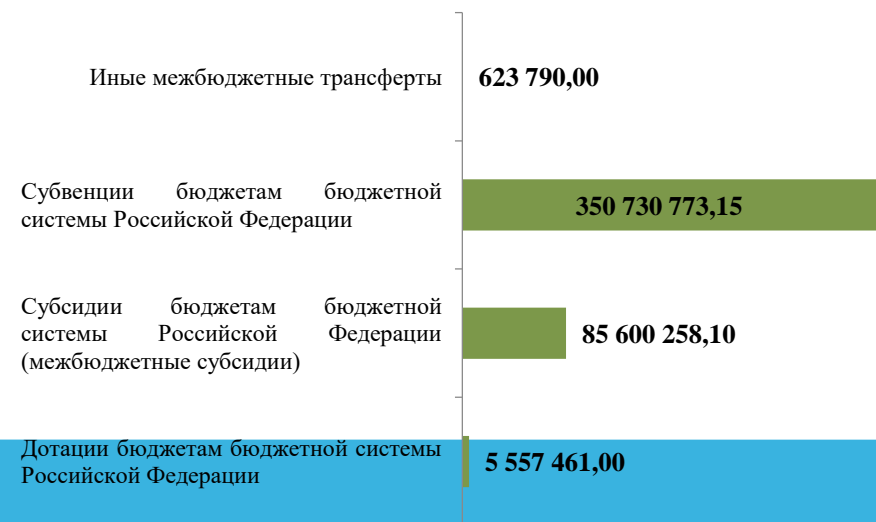 Иные межбюджетные трансферты
623 790,00
Субвенции бюджетам бюджетной
системы Российской Федерации
350 730 773,15
Субсидии бюджетам бюджетной
системы Российской Федерации
(межбюджетные субсидии)
85 600 258,10
Дотации бюджетам бюджетной системы
Российской Федерации
5 557 461,00